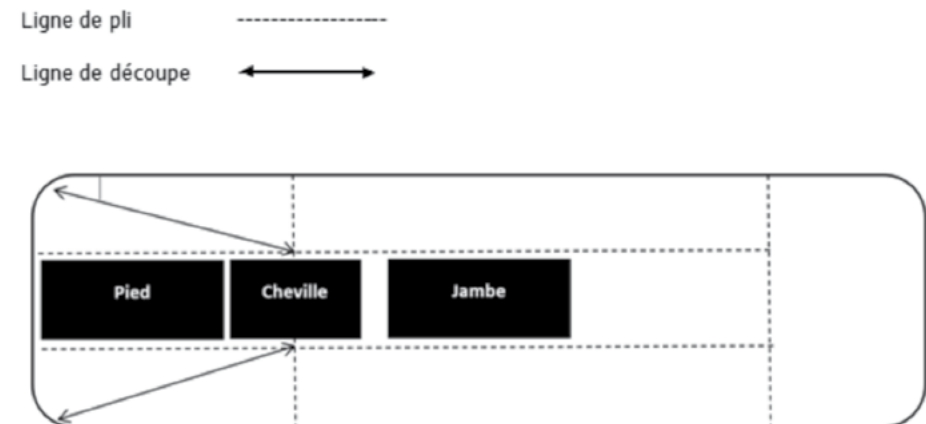 Ligne de pli
Ligne de découpe
Pied
Cheville
Jambe